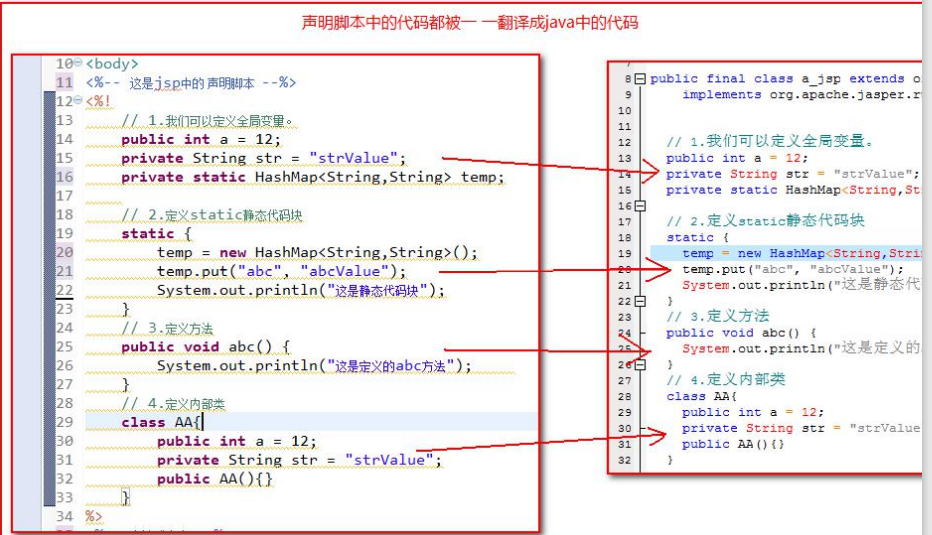 声明脚本中的代码都被一 一翻译成java中的代码
10 <body>
11 <%-- 这是jsp中的 声明脚本 --%>
12 <%!
13 // 1.我们可以定义全局变量。
14 public int a = 12;
15 private String str = "strValue";
16 private static HashMap<String,String> temp;
17
18 // 2.定义static静态代码块
19 static {
20 temp = new HashMap<String,String>();
21 temp.put("abc", "abcValue");
22 System.out.println("这是静态代码块");
23 }
24 // 3.定义方法
25 public void abc() {
26 System.out.println("这是定义的abc方法");
27 }
28 // 4.定义内部类
29 class AA{
30 public int a = 12;
31 private String str = "strValue";
32 public AA(){}
33 }
34 %>
8 public final class a_jsp extends
9 implements org.apache.jasper.
10
11
12 // 1.我们可以定义全局变量。
13 public int a = 12;
14 private String str = "strValue";
15 private static HashMap<String,St
16
17 // 2.定义static静态代码块
18 static {
19 temp = new HashMap<String,Strin
20 temp.put("abc", "abcValue");
21 System.out.println("这是静态代
22 }
23 // 3.定义方法
24 public void abc() {
25 System.out.println("这是定义的
26 }
27 // 4.定义内部类
28 class AA{
29 public int a = 12;
30 private String str = "strValue
31 public AA(){}
32 }